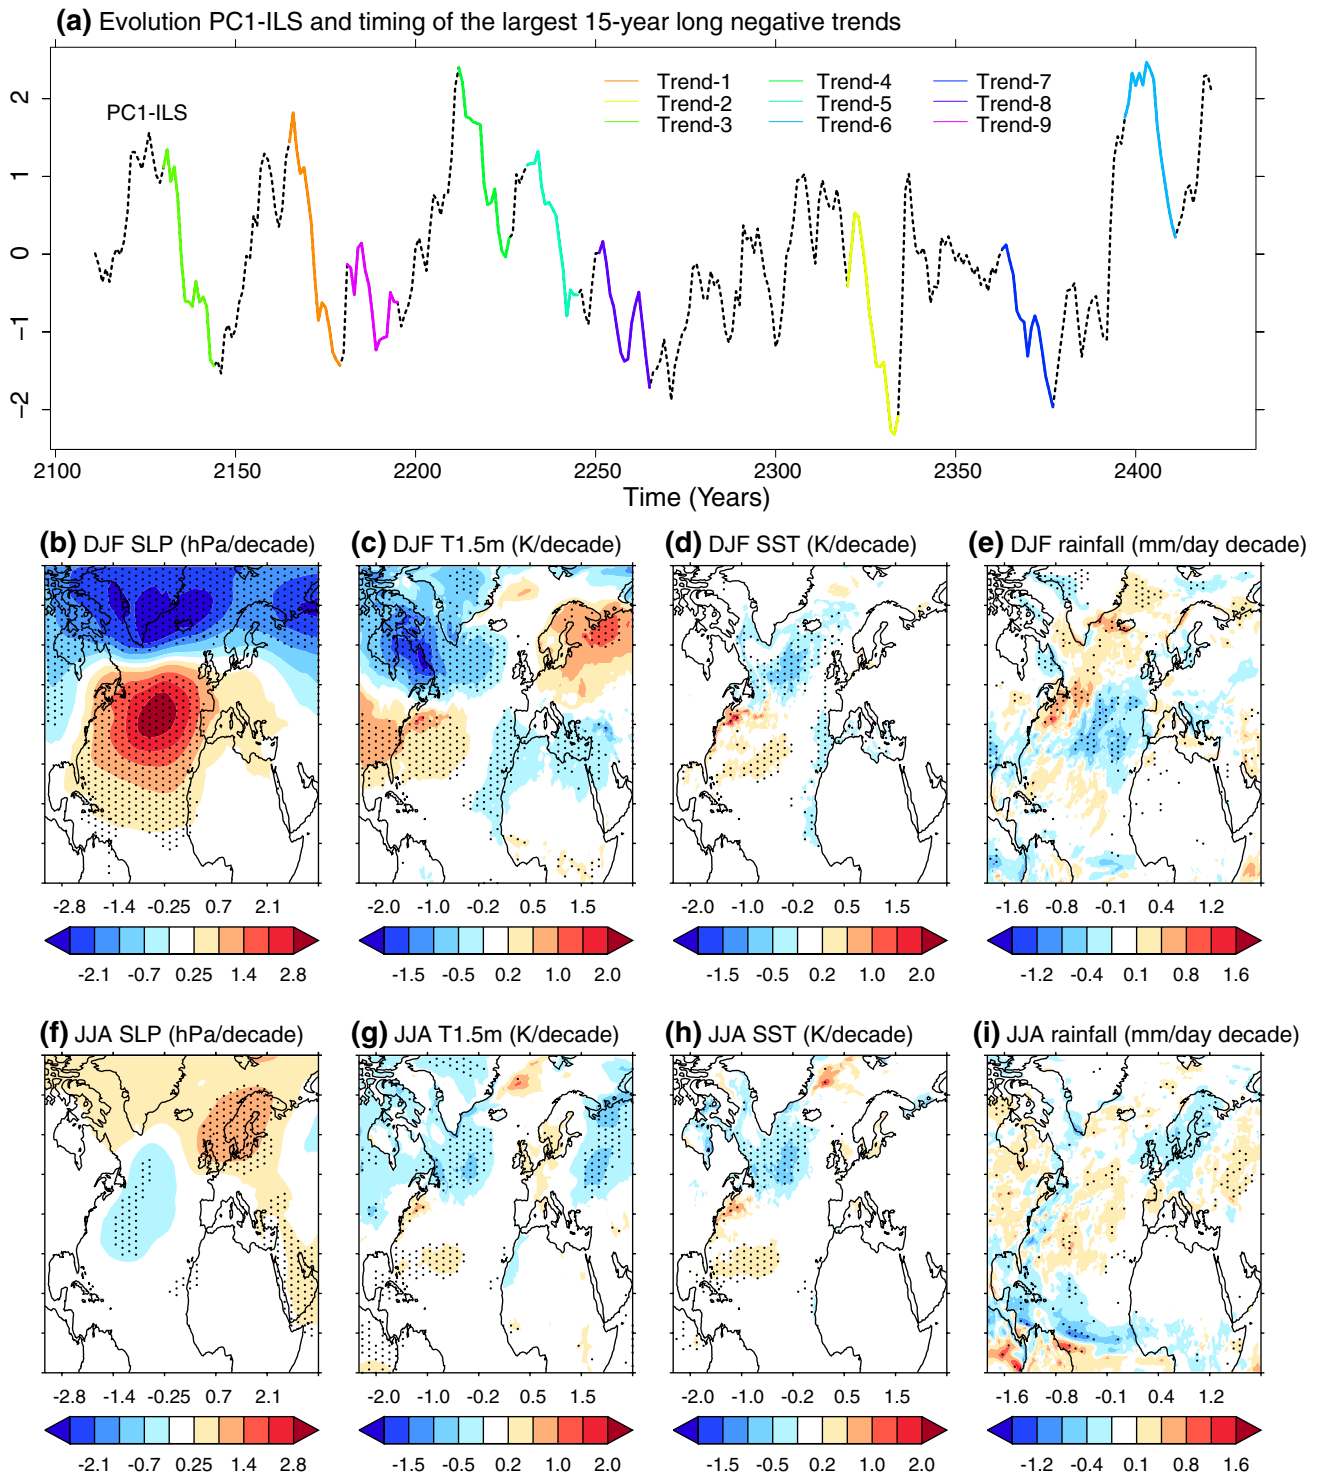 (a) Evolution PC1-ILS and timing of the largest 15-year long negative trends
PC1-ILS
Trend-1 Trend-4 Trend-7
Trend-2 Trend-5 Trend-8
Trend-3 Trend-6 Trend-9
2
1
0
−1
−2
2100 2150 2200 2250 2300 2350 2400
Time (Years)
(b) DJF SLP (hPa/decade) (c) DJF T1.5m (K/decade) (d) DJF SST (K/decade) (e) DJF rainfall (mm/day decade)
-2.8 -1.4 -0.25 0.7 2.1 -2.0 -1.0 -0.2 0.5 1.5 -2.0 -1.0 -0.2 0.5 1.5 -1.6 -0.8 -0.1 0.4 1.2
-2.1 -0.7 0.25 1.4 2.8 -1.5 -0.5 0.2 1.0 2.0 -1.5 -0.5 0.2 1.0 2.0 -1.2 -0.4 0.1 0.8 1.6
(f) JJA SLP (hPa/decade) (g) JJA T1.5m (K/decade) (h) JJA SST (K/decade) (i) JJA rainfall (mm/day decade)
-2.8 -1.4 -0.25 0.7 2.1 -2.0 -1.0 -0.2 0.5 1.5 -2.0 -1.0 -0.2 0.5 1.5 -1.6 -0.8 -0.1 0.4 1.2
-2.1 -0.7 0.25 1.4 2.8 -1.5 -0.5 0.2 1.0 2.0 -1.5 -0.5 0.2 1.0 2.0 -1.2 -0.4 0.1 0.8 1.6